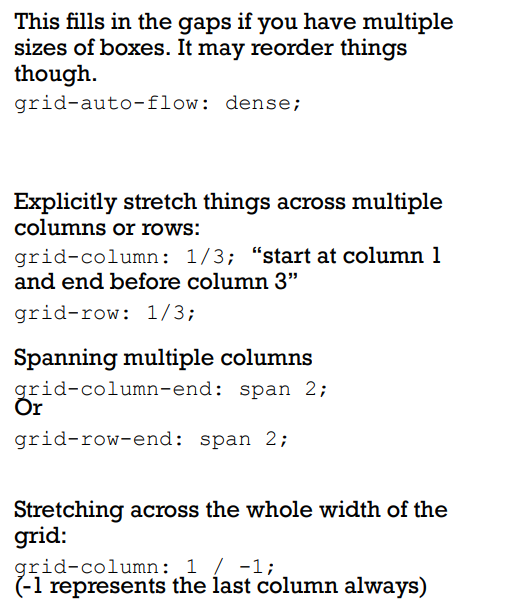 This fills in the gaps if you have multiple
sizes of boxes. It may reorder things
though.
grid-auto-flow: dense;
Explicitly stretch things across multiple
columns or rows:
grid-column: 1/3; “start at column 1
and end before column 3”
grid-row: 1/3;
Spanning multiple columns
grid-column-end: span 2;
Or
grid-row-end: span 2;
Stretching across the whole width of the
grid:
grid-column: 1 / -1;
(-1 represents the last column always)